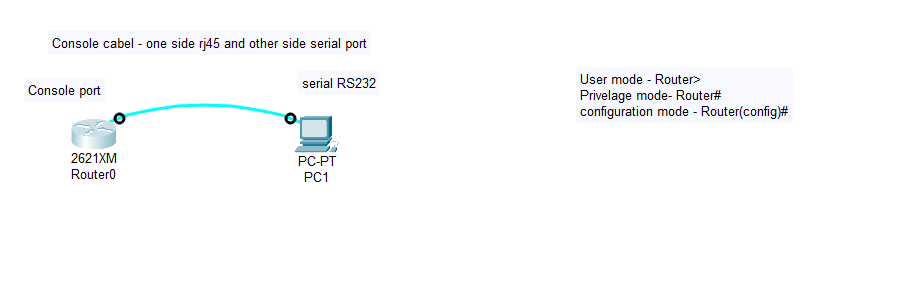 Console cabel - one side rj45 and other side serial port
Console port
serial RS232
2621XM
Router0
PC-PT
PC1
User mode - Router>
Privelage mode- Router#
configuration mode - Router(config)#